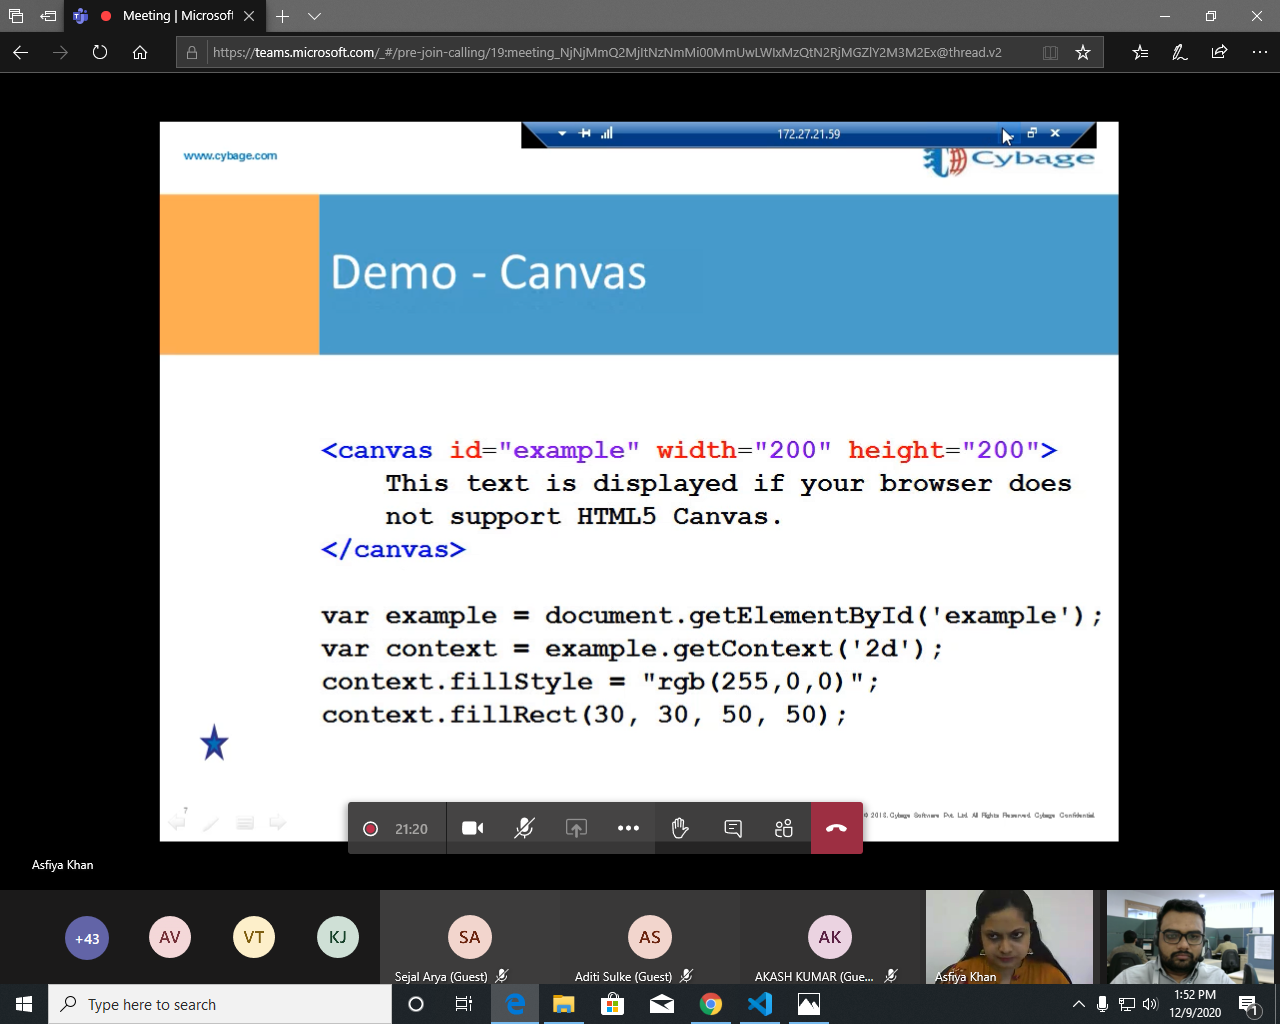 Meeting | Microsoft
https://teams.microsoft.com/_#/pre-join-calling/19:meeting_NjNjMmQ2MjItNzNmMi00MmUwLWIxMzQtN2RjMGZlY2M3M2Ex@thread.v2
172.27.21.59
www.cybage.com
Cybage
Demo - Canvas
<canvas id="example" width="200" height="200">
This text is displayed if your browser does
not support HTML5 Canvas.
</canvas>
var example = document.getElementById('example');
var context = example.getContext('2d');
context.fillStyle = "rgb(255,0,0)";
context.fillRect(30, 30, 50, 50);
7
21:20
Cybage Software Pvt. Ltd. All Rights Reserved. Cybage Confidential.
Asfiya Khan
+43
AV
VT
KJ
SA
AS
AK
Sejal Arya (Guest)
Aditi Sulke (Guest)
AKASH KUMAR (Gue...
Asfiya Khan
Type here to search
1:52 PM
12/9/2020
1